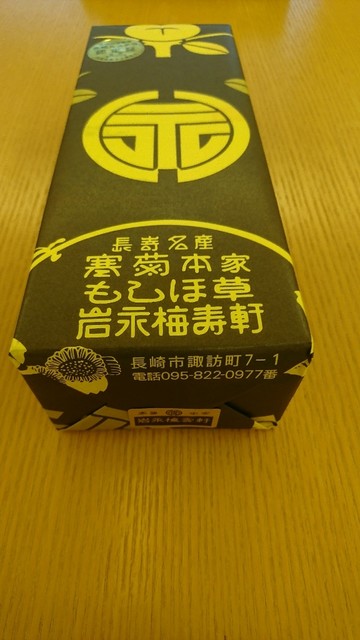 長寿名産
寒菊本家
もしほ草
岩永梅寿軒
長崎市諏訪町7-1
電話095-822-0977番
岩永梅寿軒